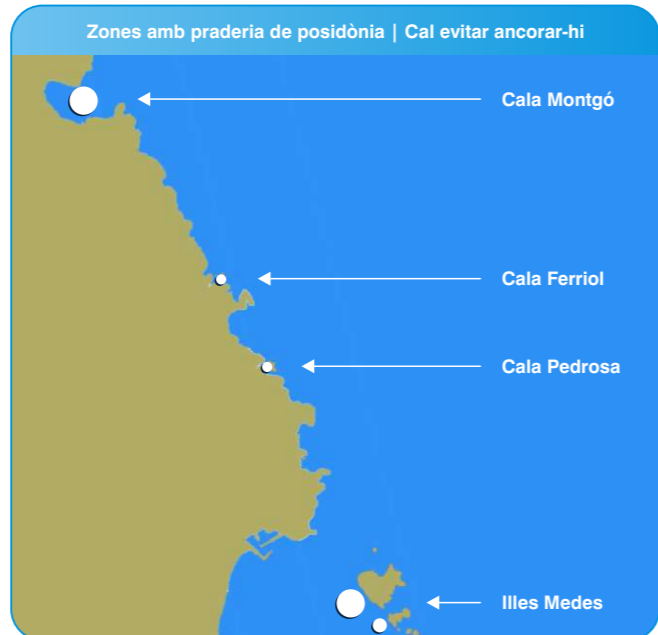 Zones amb praderia de posidònia | Cal evitar ancorar-hi
Cala Montgó
Cala Ferriol
Cala Pedrosa
Illes Medes